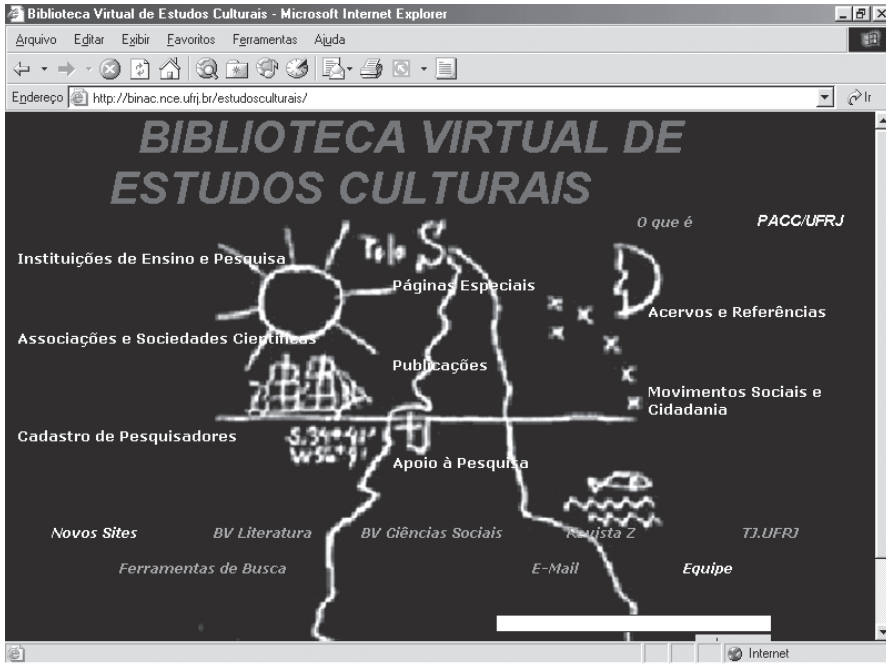 Biblioteca Virtual de Estudos Culturais - Microsoft Internet Explorer
Arquivo Editar Exibir Favoritos Ferramentas Ajuda
Endereço http://binac.nce.ufrj.br/estudosculturais/ Ir
BIBLIOTECA VIRTUAL DE
ESTUDOS CULTURAIS
O que é PACC/UFRJ
Polo S
Instituições de Ensino e Pesquisa
Páginas Especiais
Acervos e Referências
Associações e Sociedades Científicas
Publicações
Movimentos Sociais e
Cidadania
Cadastro de Pesquisadores
Apoio à Pesquisa
Novos Sites BV Literatura BV Ciências Sociais Revista Z TJ.UFRJ
Ferramentas de Busca E-Mail Equipe
Internet